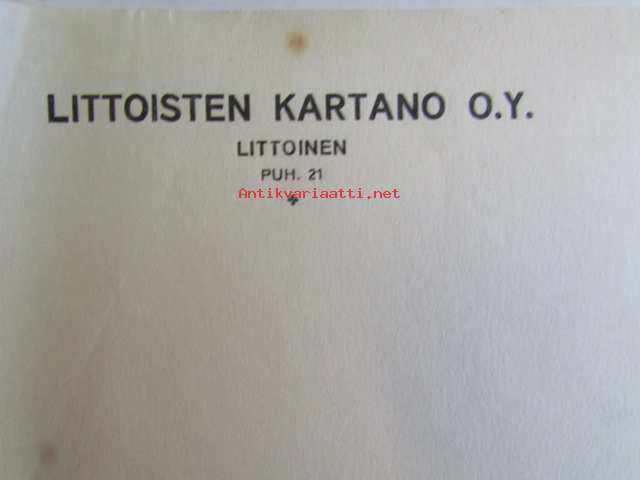 LITTOISTEN KARTANO O.Y.
LITTOINEN
PUH. 21
Antikvariaatti.net